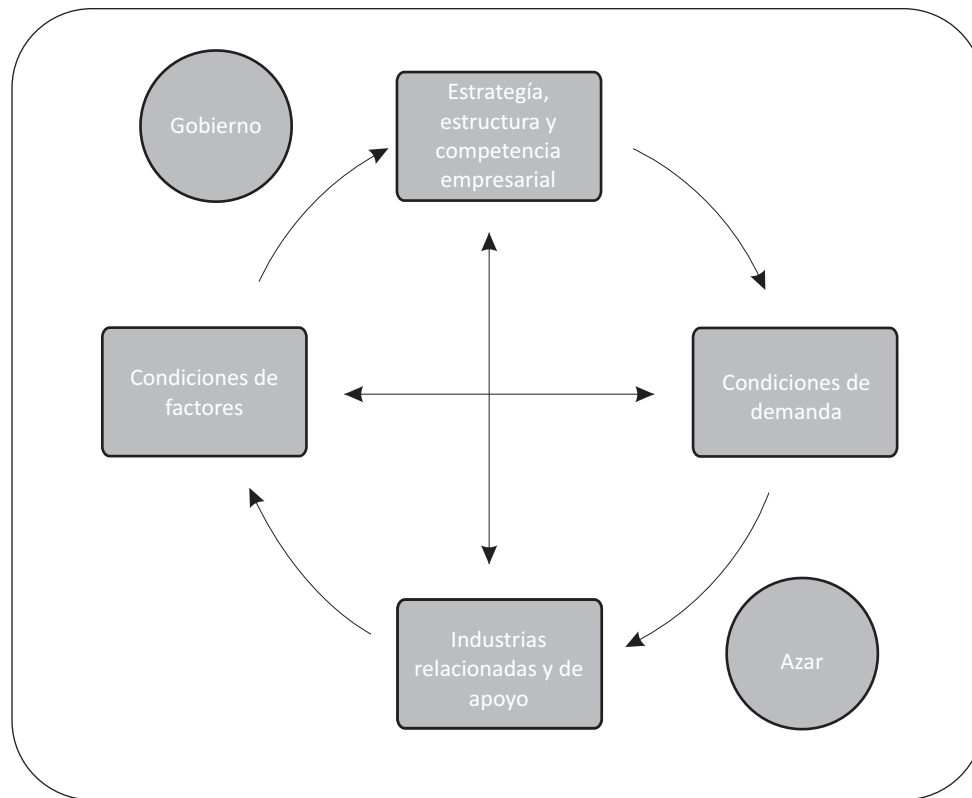 Gobierno
Estrategía,
estructura y
competencia
empresarial
Condiciones de
factores
Condiciones de
demanda
Industrias
relacionadas y de
apoyo
Azar